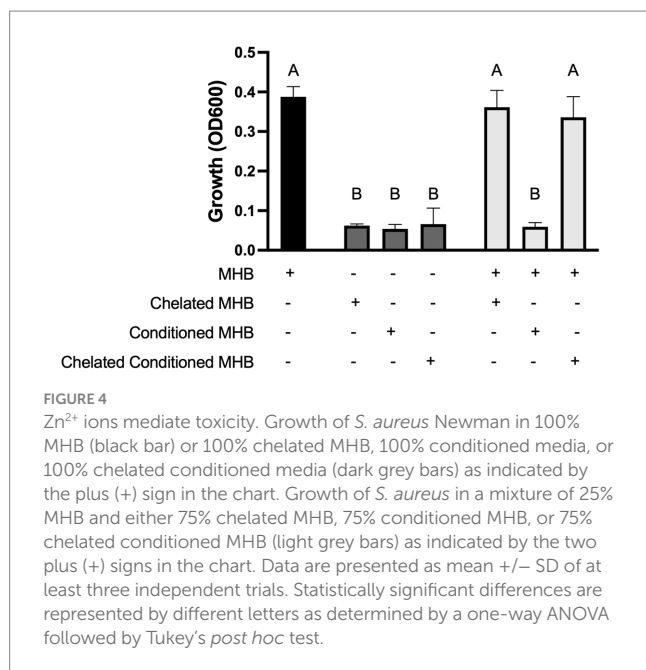 0.5
0.4
0.3
0.2
0.1
0.0
Growth (OD600)
A B B B A B A
MHB + - - - + + +
Chelated MHB - + - - + - -
Conditioned MHB - - + - - + -
Chelated Conditioned MHB - - - + - - +
FIGURE 4
Zn²⁺ ions mediate toxicity. Growth of S. aureus Newman in 100%
MHB (black bar) or 100% chelated MHB, 100% conditioned media, or
100% chelated conditioned media (dark grey bars) as indicated by
the plus (+) sign in the chart. Growth of S. aureus in a mixture of 25%
MHB and either 75% chelated MHB, 75% conditioned MHB, or 75%
chelated conditioned MHB (light grey bars) as indicated by the two
plus (+) signs in the chart. Data are presented as mean +/− SD of at
least three independent trials. Statistically significant differences are
represented by different letters as determined by a one-way ANOVA
followed by Tukey’s post hoc test.